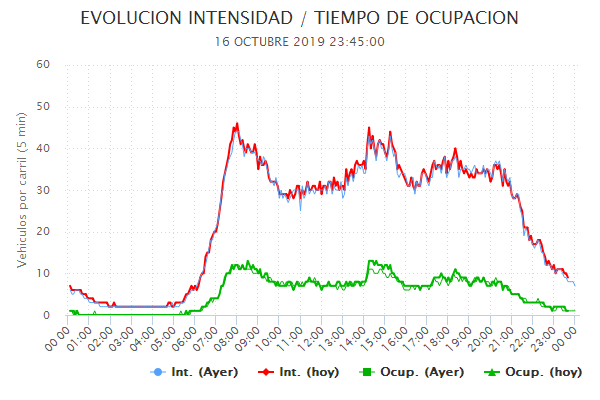 EVOLUCION INTENSIDAD / TIEMPO DE OCUPACION
16 OCTUBRE 2019 23:45:00
Vehiculos por carril (5 min)
60
50
40
30
20
10
0
00:00 01:00 02:00 03:00 04:00 05:00 06:00 07:00 08:00 09:00 10:00 11:00 12:00 13:00 14:00 15:00 16:00 17:00 18:00 19:00 20:00 21:00 22:00 23:00 00:00
Int. (Ayer) Int. (hoy) Ocup. (Ayer) Ocup. (hoy)